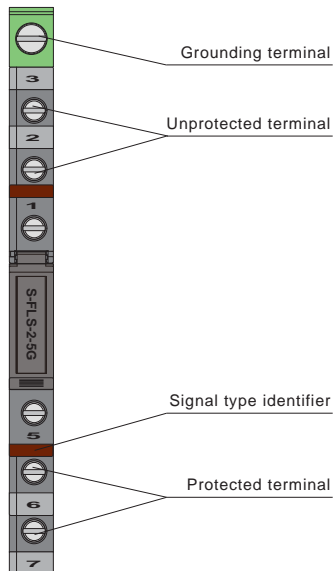 Grounding terminal
3
Unprotected terminal
2
1
S-FLS-2-5G
Signal type identifier
5
Protected terminal
6
7